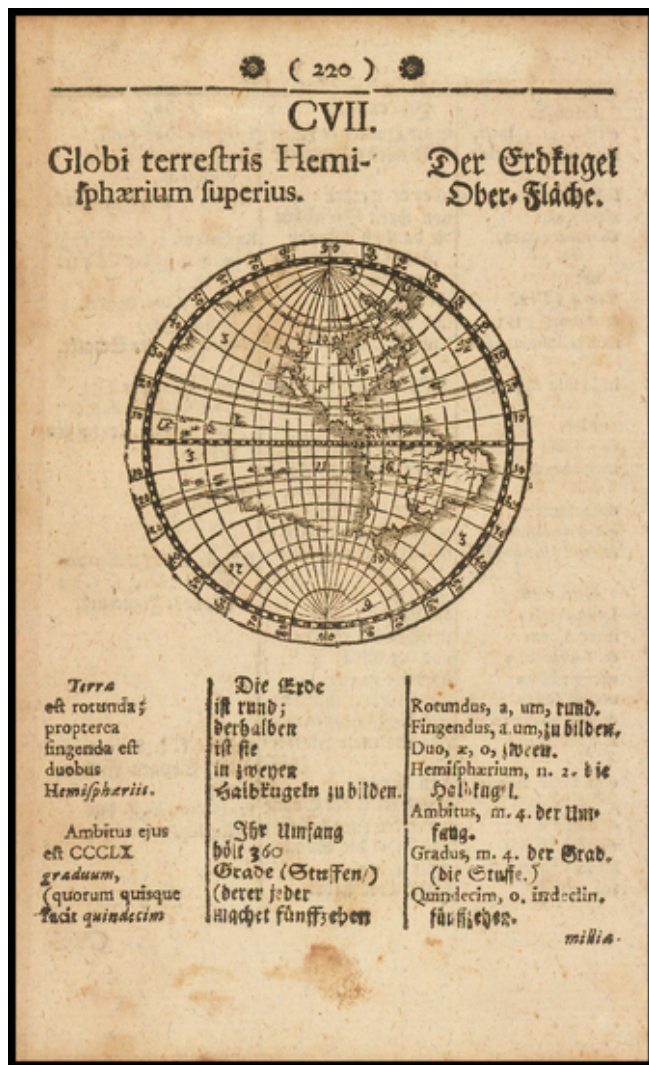 ( 220 )
CVII.
Globi terreſtris Hemi-
ſphærium ſuperius.
Der Erdkugel
Ober-Fläche.
Terra
eſt rotunda;
propterea
fingenda eſt
duobus
Hemiſphæriis.
Ambitus ejus
eſt CCCLX
graduum,
(quorum quisque
facit quindecim
Die Erde
iſt rund;
derhalben
iſt ſie
in zweyen
Halbkugeln zu bilden.
Ihr Umfang
hölt 360
Grade (Stuffen/)
(derer jeder
machet fünffzehen
Rotundus, a, um, rund.
Fingendus, a um, zu bilden.
Duo, æ, o, zween.
Hemiſphærium, n. 2. die
Halbkugel.
Ambitus, m. 4. der Um-
fang.
Gradus, m. 4. der Grad.
(die Stuffe.)
Quindecim, o. indeclin.
fünffzehen.
millia-